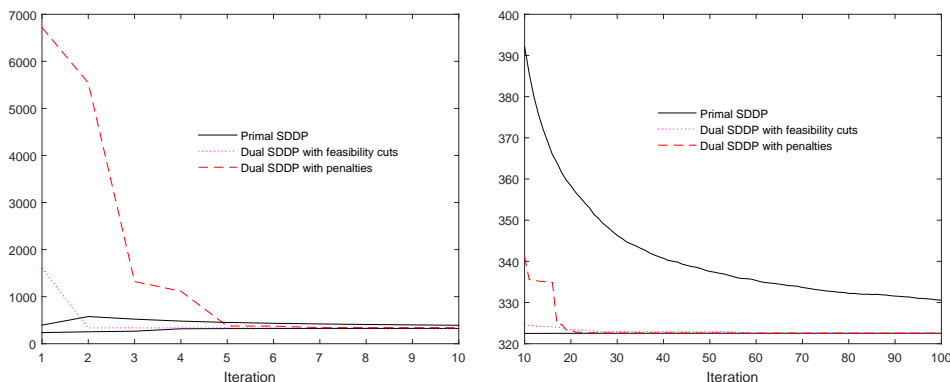 7000
6000
5000
4000
3000
2000
1000
0
Primal SDDP
Dual SDDP with feasibility cuts
Dual SDDP with penalties
1 2 3 4 5 6 7 8 9 10
Iteration
400
390
380
370
360
350
340
330
320
Primal SDDP
Dual SDDP with feasibility cuts
Dual SDDP with penalties
10 20 30 40 50 60 70 80 90 100
Iteration